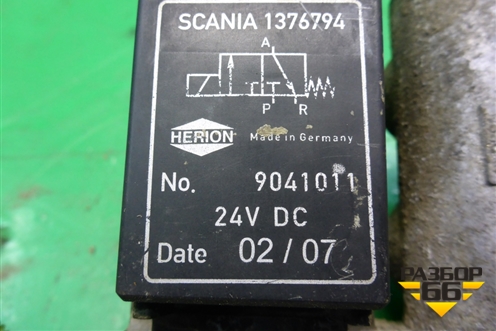 SCANIA 1376794
A
P R
HERION Made in Germany
No. 9041011
24V DC
Date 02/07
РАЗБОР
66